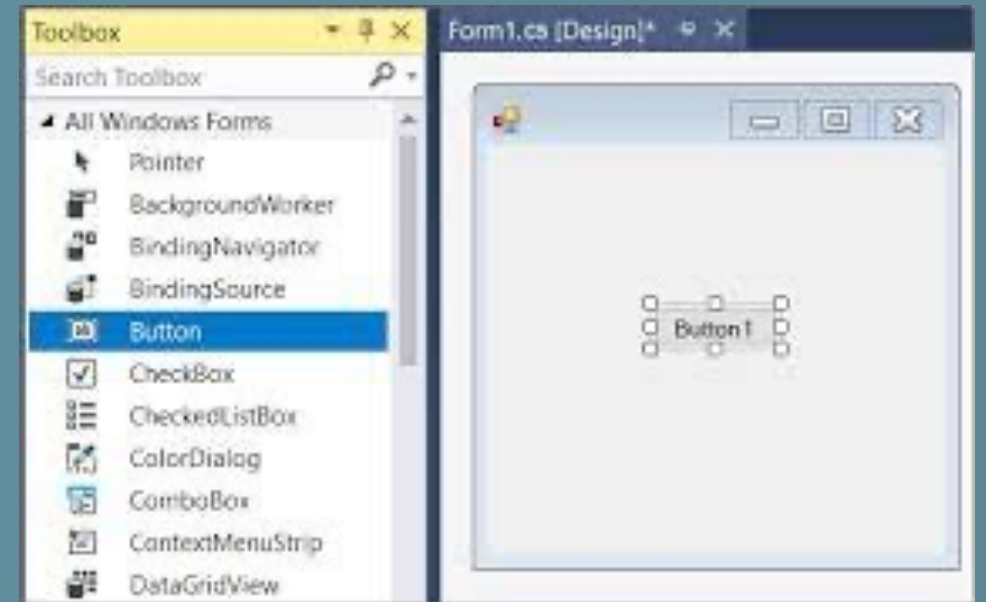 Toolbox
Search Toolbox
All Windows Forms
Pointer
BackgroundWorker
BindingNavigator
BindingSource
Button
CheckBox
CheckedListBox
ColorDialog
ComboBox
ContextMenuStrip
DataGridView
Form1.cs [Design]*
Button1